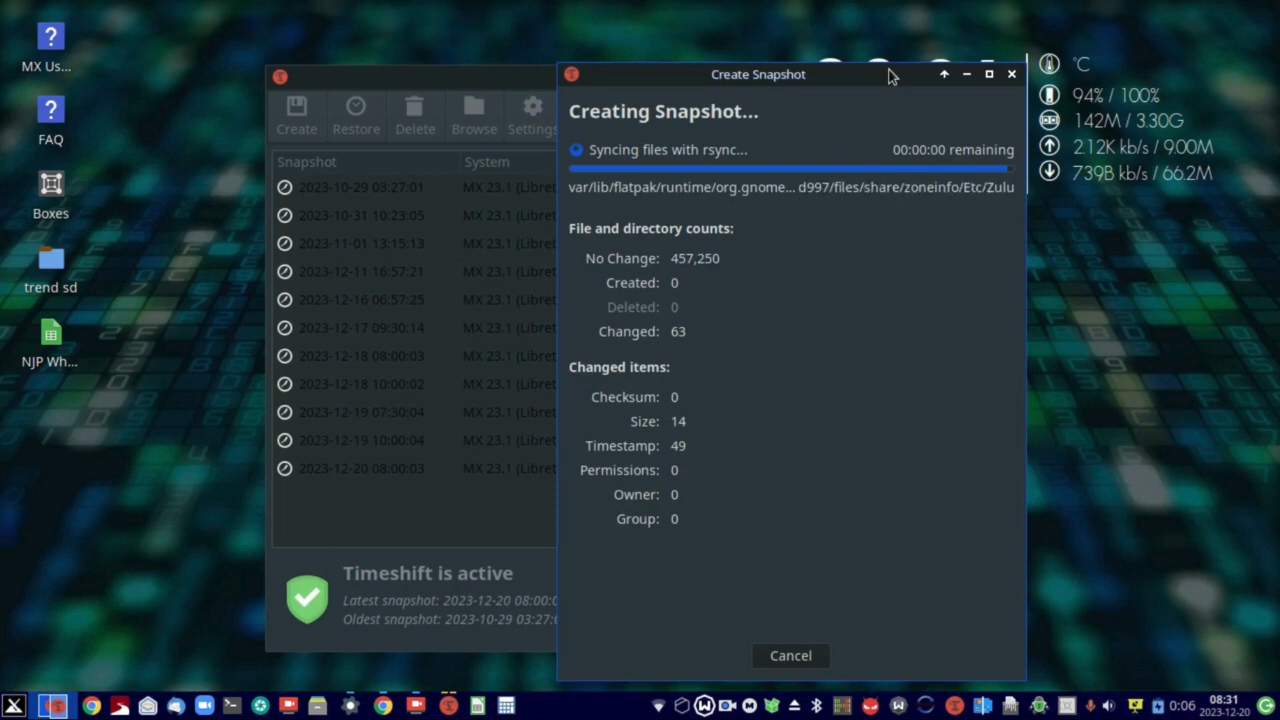 MX Us...
FAQ
Boxes
trend sd
NJP Wh...
Create
Restore
Delete
Browse
Settings
Snapshot System
2023-10-29 03:27:01 MX 23.1 (Libret
2023-10-31 10:23:05 MX 23.1 (Libret
2023-11-01 13:15:13 MX 23.1 (Libret
2023-12-11 16:57:21 MX 23.1 (Libret
2023-12-16 06:57:25 MX 23.1 (Libret
2023-12-17 09:30:14 MX 23.1 (Libret
2023-12-18 08:00:03 MX 23.1 (Libret
2023-12-18 10:00:02 MX 23.1 (Libret
2023-12-19 07:30:04 MX 23.1 (Libret
2023-12-19 10:00:04 MX 23.1 (Libret
2023-12-20 08:00:03 MX 23.1 (Libret
Timeshift is active
Latest snapshot: 2023-12-20 08:00:0
Oldest snapshot: 2023-10-29 03:27:
Create Snapshot
Creating Snapshot...
Syncing files with rsync... 00:00:00 remaining
var/lib/flatpak/runtime/org.gnome... d997/files/share/zoneinfo/Etc/Zulu
File and directory counts:
No Change: 457,250
Created: 0
Deleted: 0
Changed: 63
Changed items:
Checksum: 0
Size: 14
Timestamp: 49
Permissions: 0
Owner: 0
Group: 0
Cancel
°C
94% / 100%
142M / 3.30G
2.12K kb/s / 9.00M
739B kb/s / 66.2M
0:06
08:31
2023-12-20